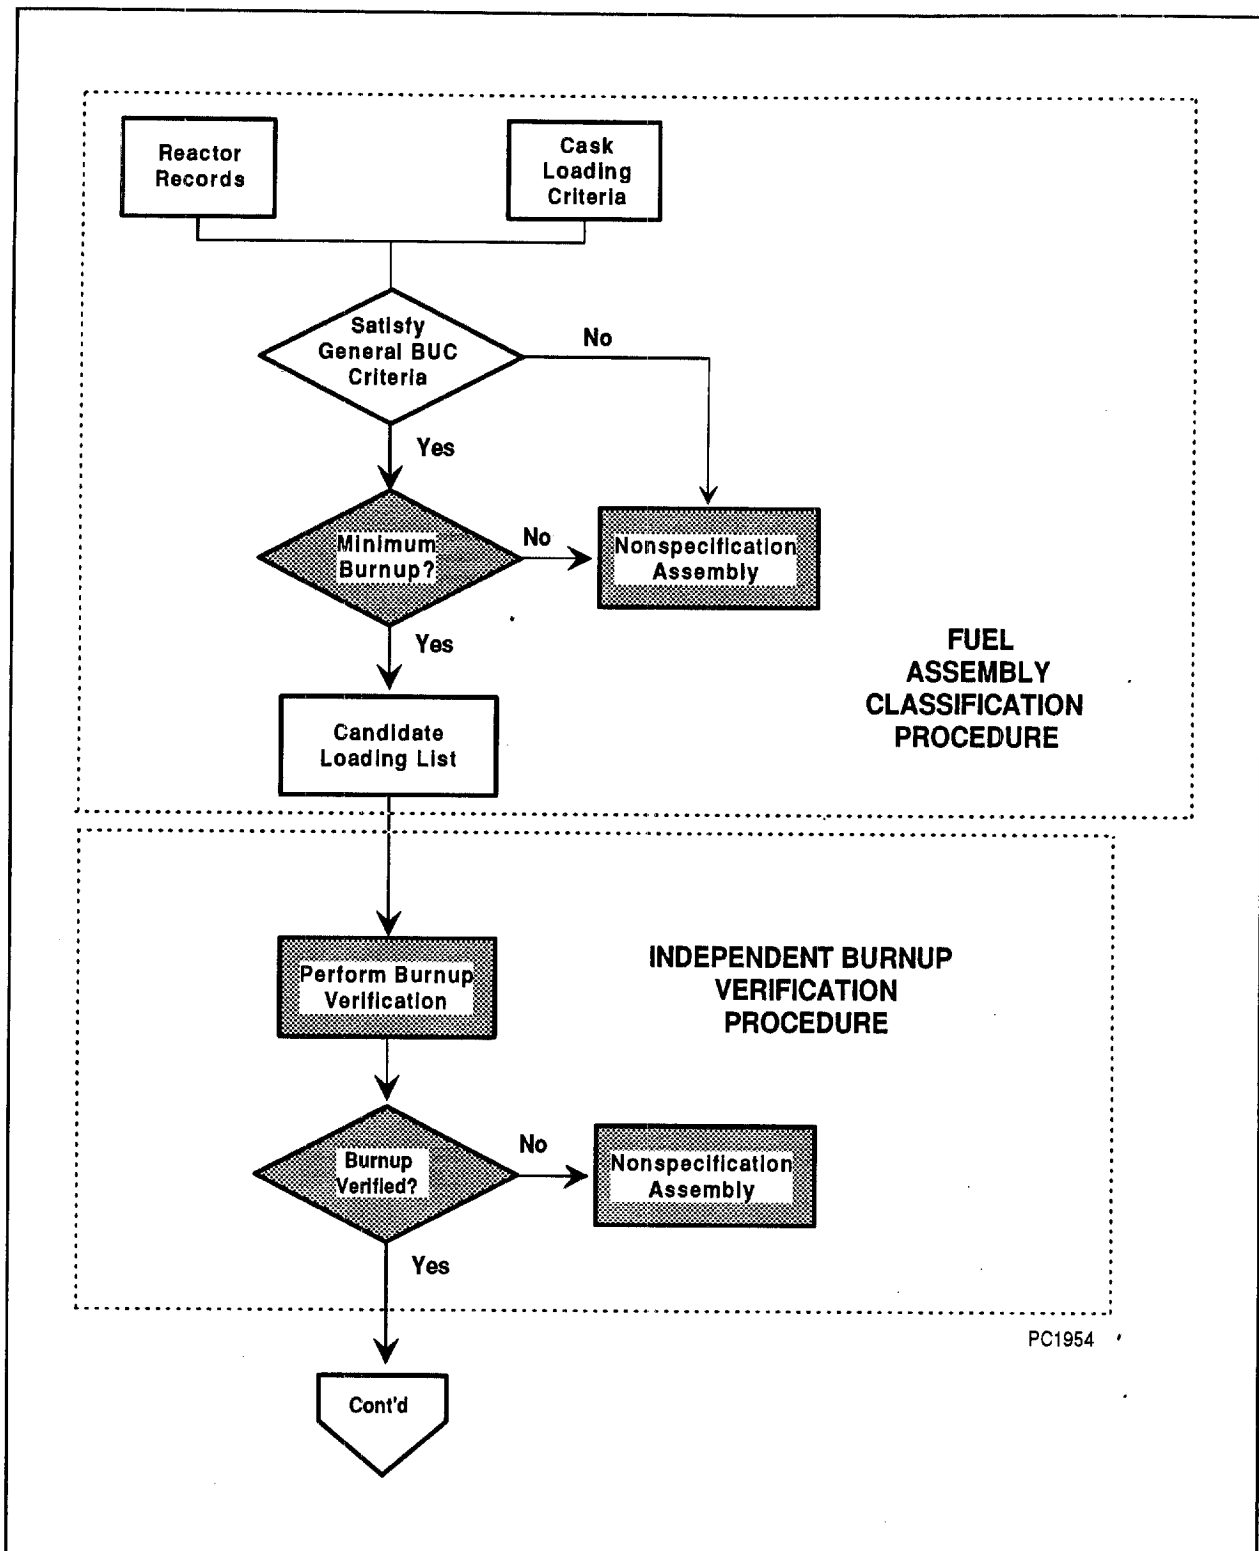 Reactor
Records
Cask
Loading
Criteria
Satisfy
General BUC
Criteria
No
Yes
Minimum
Burnup?
No
Nonspecification
Assembly
Yes
FUEL
ASSEMBLY
CLASSIFICATION
PROCEDURE
Candidate
Loading List
Perform Burnup
Verification
INDEPENDENT BURNUP
VERIFICATION
PROCEDURE
Burnup
Verified?
No
Nonspecification
Assembly
Yes
PC1954
Cont'd